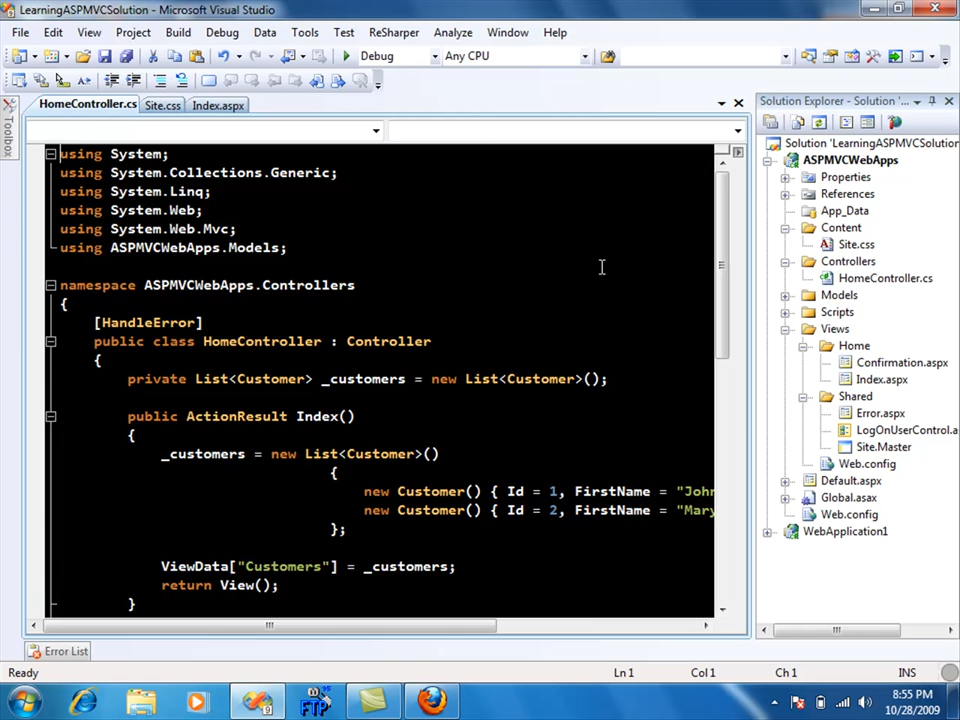 LearningASPMVCSolution - Microsoft Visual Studio
File Edit View Project Build Debug Data Tools Test ReSharper Analyze Window Help
Debug Any CPU
HomeController.cs Site.css Index.aspx
Toolbox
using System;
using System.Collections.Generic;
using System.Linq;
using System.Web;
using System.Web.Mvc;
using ASPMVCWebApps.Models;
namespace ASPMVCWebApps.Controllers
{
[HandleError]
public class HomeController : Controller
{
private List<Customer> _customers = new List<Customer>();
public ActionResult Index()
{
_customers = new List<Customer>()
{
new Customer() { Id = 1, FirstName = "John
new Customer() { Id = 2, FirstName = "Mary
};
ViewData["Customers"] = _customers;
return View();
}
Solution Explorer - Solution '...
Solution 'LearningASPMVCSolution
ASPMVCWebApps
Properties
References
App_Data
Content
Site.css
Controllers
HomeController.cs
Models
Scripts
Views
Home
Confirmation.aspx
Index.aspx
Shared
Error.aspx
LogOnUserControl.a
Site.Master
Web.config
Default.aspx
Global.asax
Web.config
WebApplication1
Error List
Ready Ln 1 Col 1 Ch 1 INS
FTP
8:55 PM
10/28/2009